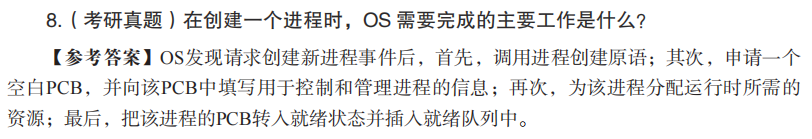 8.（考研真题）在创建一个进程时，OS 需要完成的主要工作是什么？
【参考答案】OS发现请求创建新进程事件后，首先，调用进程创建原语；其次，申请一个
空白PCB，并向该PCB中填写用于控制和管理进程的信息；再次，为该进程分配运行时所需的
资源；最后，把该进程的PCB转入就绪状态并插入就绪队列中。